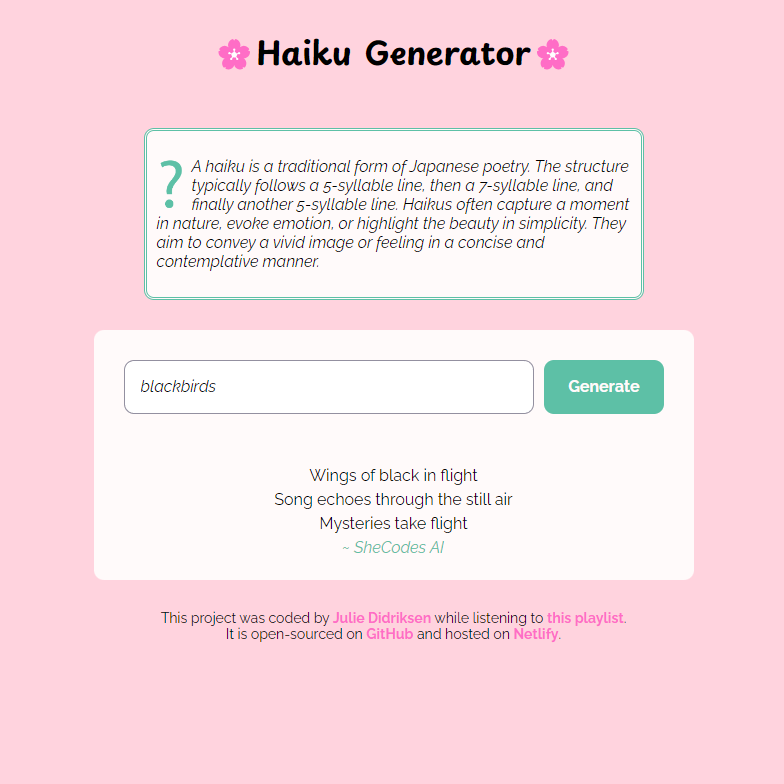 Haiku Generator
?
A haiku is a traditional form of Japanese poetry. The structure
typically follows a 5-syllable line, then a 7-syllable line, and
finally another 5-syllable line. Haikus often capture a moment
in nature, evoke emotion, or highlight the beauty in simplicity. They
aim to convey a vivid image or feeling in a concise and
contemplative manner.
blackbirds
Generate
Wings of black in flight
Song echoes through the still air
Mysteries take flight
~ SheCodes AI
This project was coded by Julie Didriksen while listening to this playlist.
It is open-sourced on GitHub and hosted on Netlify.